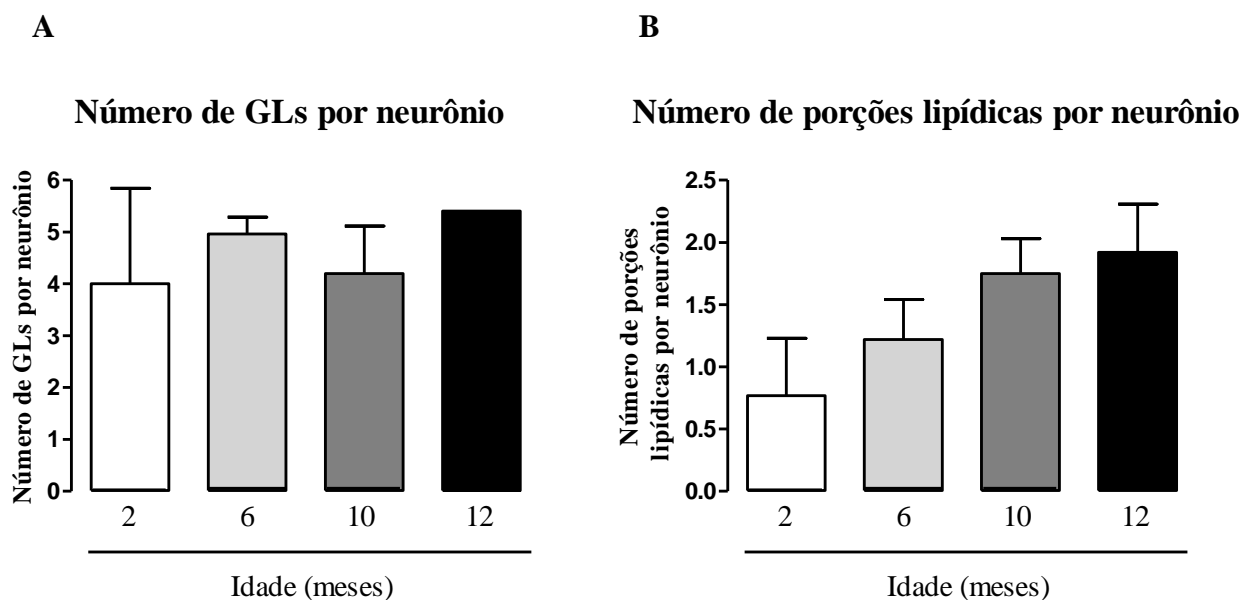 A
Número de GLs por neurônio
Número de GLs por neurônio
6
5
4
3
2
1
0
2 6 10 12
Idade (meses)
B
Número de porções lipídicas por neurônio
Número de porções
lipídicas por neurônio
2.5
2.0
1.5
1.0
0.5
0.0
2 6 10 12
Idade (meses)